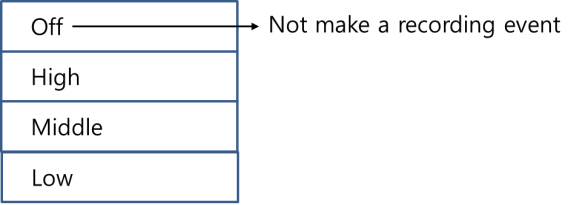 Off
Not make a recording event
High
Middle
Low